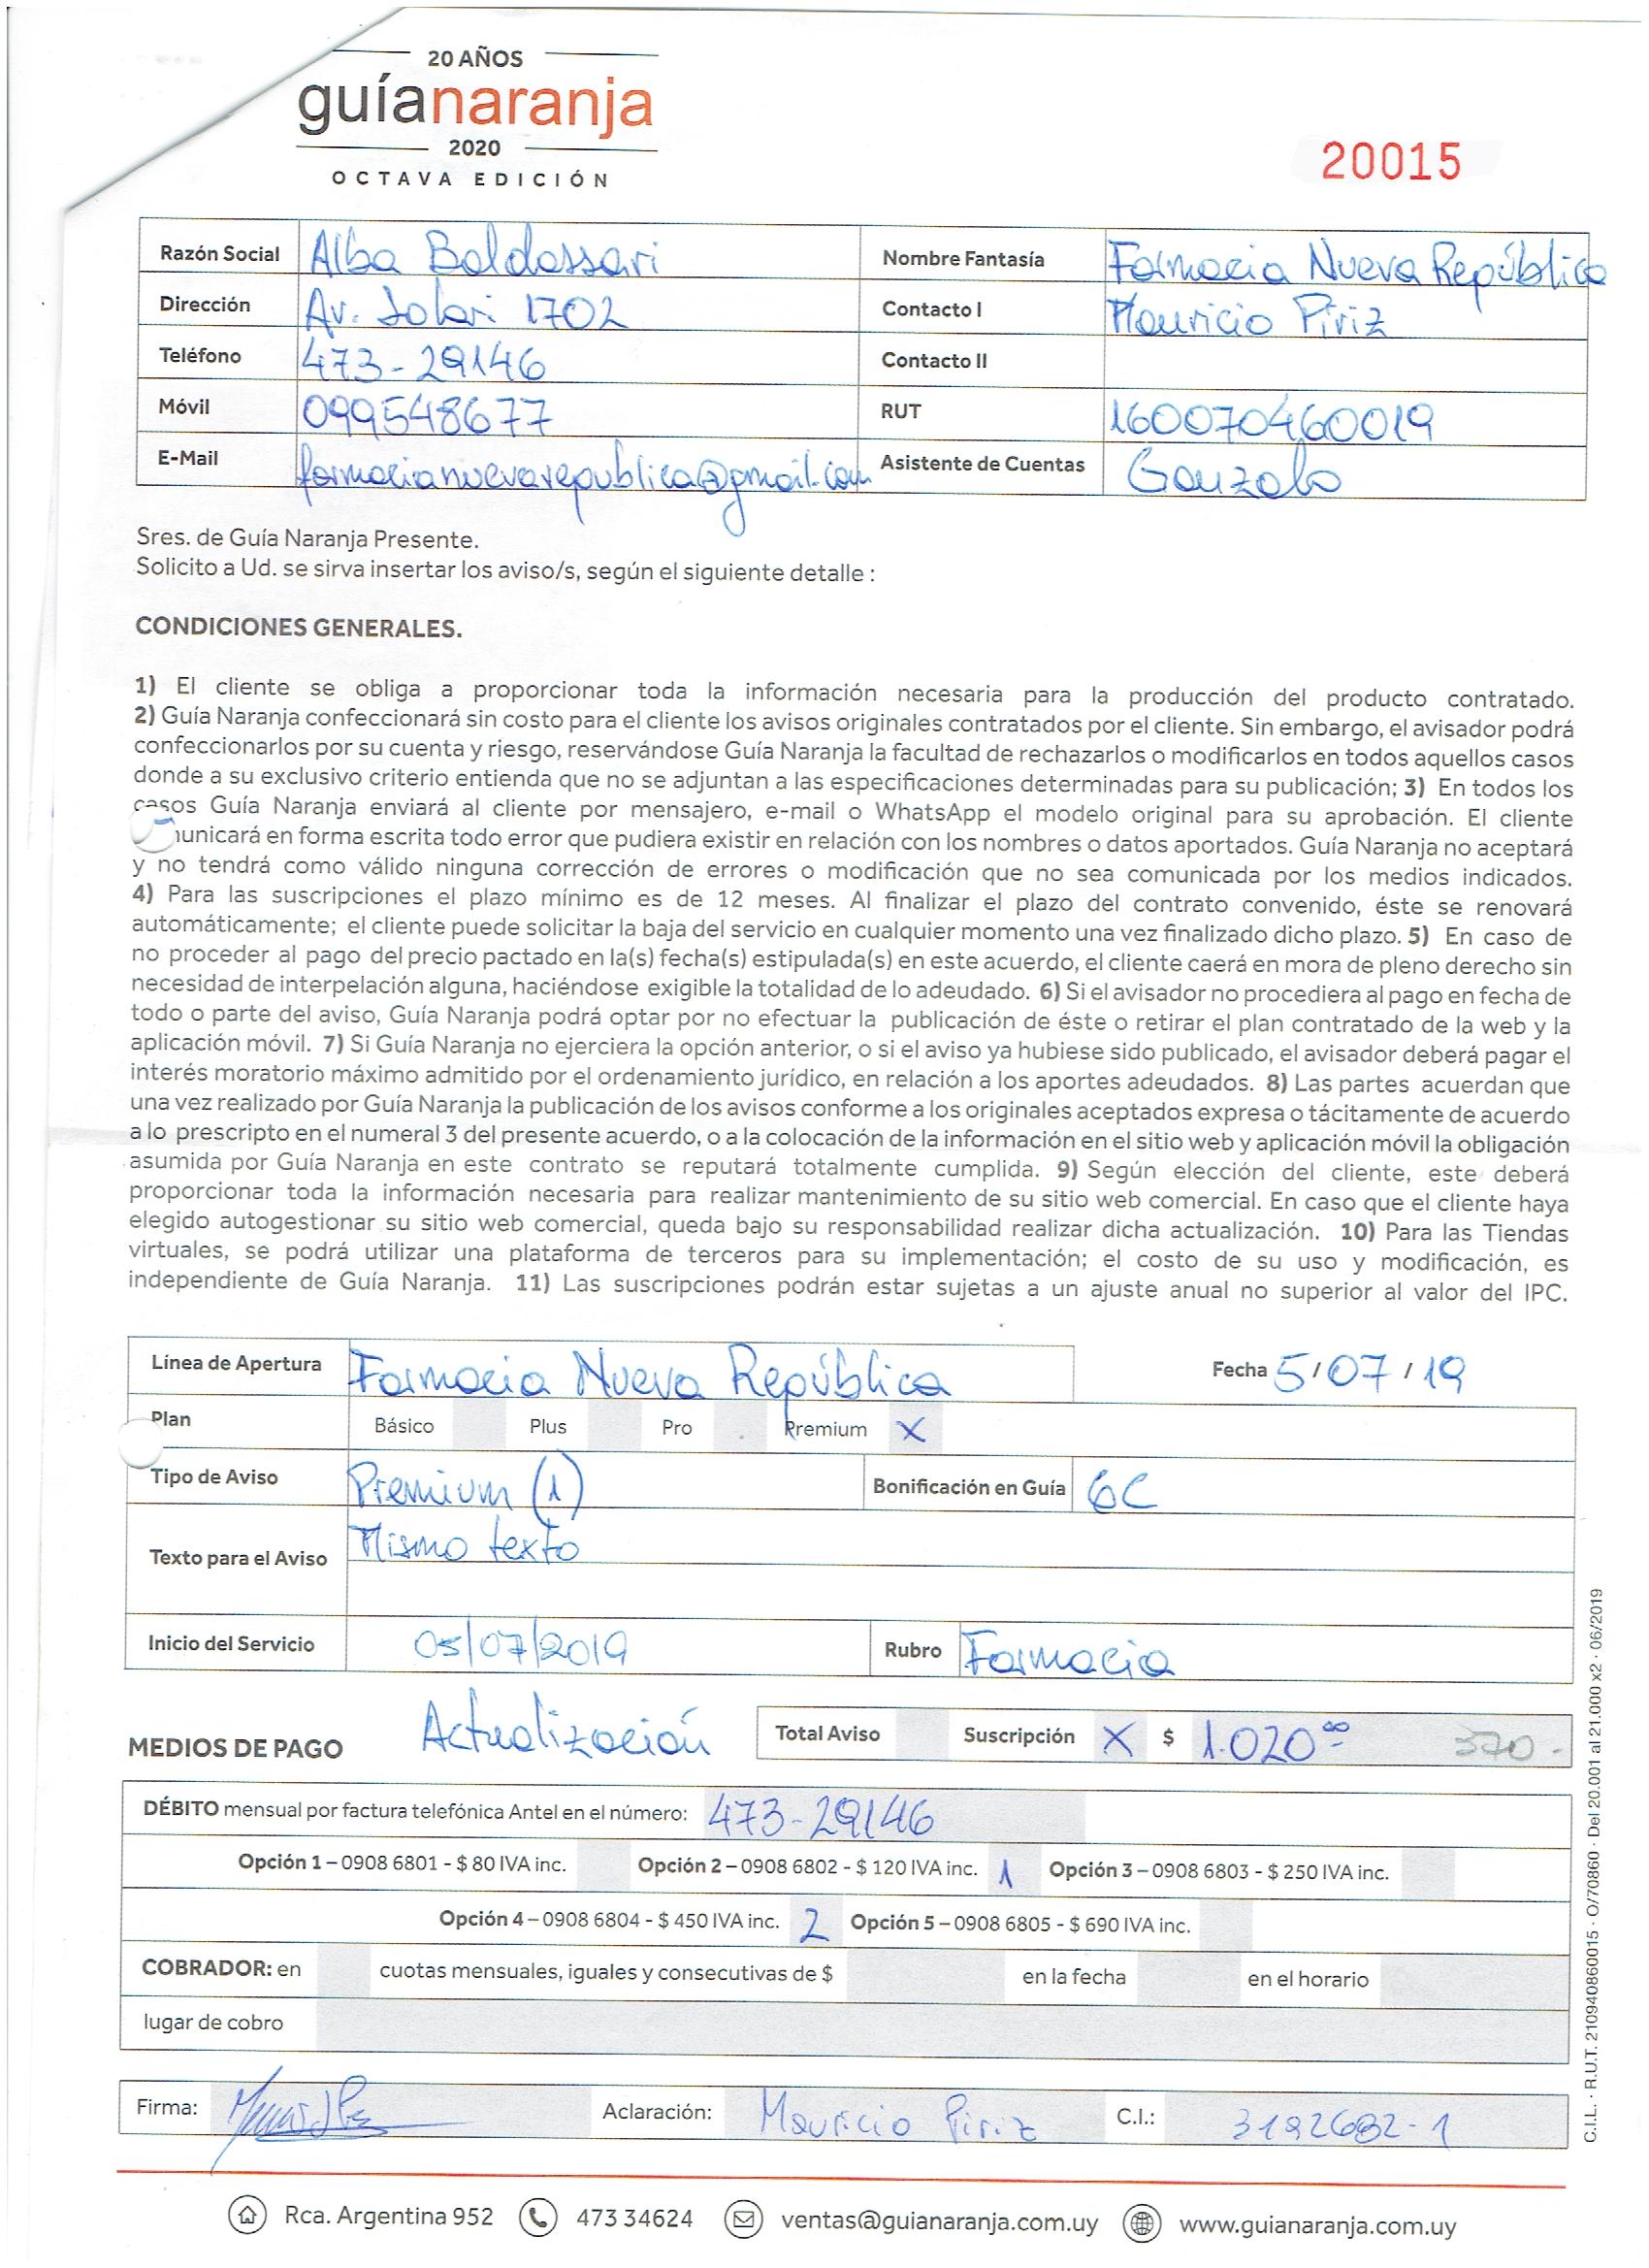 20 AÑOS
guíanaranja
2020
OCTAVA EDICIÓN
20015
Razón Social Alba Baldassari Nombre Fantasía Farmacia Nueva República
Dirección Av. Solari 1702 Contacto I Mauricio Piriz
Teléfono 473-29146 Contacto II
Móvil 099548677 RUT 160070460019
E-Mail farmacianuevarepublica@gmail.com Asistente de Cuentas Gonzalo
Sres. de Guía Naranja Presente.
Solicito a Ud. se sirva insertar los aviso/s, según el siguiente detalle :
CONDICIONES GENERALES.
1) El cliente se obliga a proporcionar toda la información necesaria para la producción del producto contratado.
2) Guía Naranja confeccionará sin costo para el cliente los avisos originales contratados por el cliente. Sin embargo, el avisador podrá
confeccionarlos por su cuenta y riesgo, reservándose Guía Naranja la facultad de rechazarlos o modificarlos en todos aquellos casos
donde a su exclusivo criterio entienda que no se adjuntan a las especificaciones determinadas para su publicación; 3) En todos los
casos Guía Naranja enviará al cliente por mensajero, e-mail o WhatsApp el modelo original para su aprobación. El cliente
municará en forma escrita todo error que pudiera existir en relación con los nombres o datos aportados. Guía Naranja no aceptará
y no tendrá como válido ninguna corrección de errores o modificación que no sea comunicada por los medios indicados.
4) Para las suscripciones el plazo mínimo es de 12 meses. Al finalizar el plazo del contrato convenido, éste se renovará
automáticamente; el cliente puede solicitar la baja del servicio en cualquier momento una vez finalizado dicho plazo. 5) En caso de
no proceder al pago del precio pactado en la(s) fecha(s) estipulada(s) en este acuerdo, el cliente caerá en mora de pleno derecho sin
necesidad de interpelación alguna, haciéndose exigible la totalidad de lo adeudado. 6) Si el avisador no procediera al pago en fecha de
todo o parte del aviso, Guía Naranja podrá optar por no efectuar la publicación de éste o retirar el plan contratado de la web y la
aplicación móvil. 7) Si Guía Naranja no ejerciera la opción anterior, o si el aviso ya hubiese sido publicado, el avisador deberá pagar el
interés moratorio máximo admitido por el ordenamiento jurídico, en relación a los aportes adeudados. 8) Las partes acuerdan que
una vez realizado por Guía Naranja la publicación de los avisos conforme a los originales aceptados expresa o tácitamente de acuerdo
a lo prescripto en el numeral 3 del presente acuerdo, o a la colocación de la información en el sitio web y aplicación móvil la obligación
asumida por Guía Naranja en este contrato se reputará totalmente cumplida. 9) Según elección del cliente, este deberá
proporcionar toda la información necesaria para realizar mantenimiento de su sitio web comercial. En caso que el cliente haya
elegido autogestionar su sitio web comercial, queda bajo su responsabilidad realizar dicha actualización. 10) Para las Tiendas
virtuales, se podrá utilizar una plataforma de terceros para su implementación; el costo de su uso y modificación, es
independiente de Guía Naranja. 11) Las suscripciones podrán estar sujetas a un ajuste anual no superior al valor del IPC.
Línea de Apertura Farmacia Nueva República Fecha 5/07/19
Plan Básico Plus Pro Premium X
Tipo de Aviso Premium (1) Bonificación en Guía 6C
Texto para el Aviso Mismo texto
Inicio del Servicio 05/07/2019 Rubro Farmacia
MEDIOS DE PAGO Actualización Total Aviso Suscripción X $ 1.020,00- 370-
DÉBITO mensual por factura telefónica Antel en el número: 473-29146
Opción 1 – 0908 6801 - $ 80 IVA inc. Opción 2 – 0908 6802 - $ 120 IVA inc. 1 Opción 3 – 0908 6803 - $ 250 IVA inc.
Opción 4 – 0908 6804 - $ 450 IVA inc. 2 Opción 5 – 0908 6805 - $ 690 IVA inc.
COBRADOR: en cuotas mensuales, iguales y consecutivas de $ en la fecha en el horario
lugar de cobro
Firma: Aclaración: Mauricio Piriz C.I.: 3192682-1
C.I.L. · R.U.T. 210940860015 · O/70860 · Del 20.001 al 21.000 x2 · 06/2019
Rca. Argentina 952 473 34624 ventas@guianaranja.com.uy www.guianaranja.com.uy